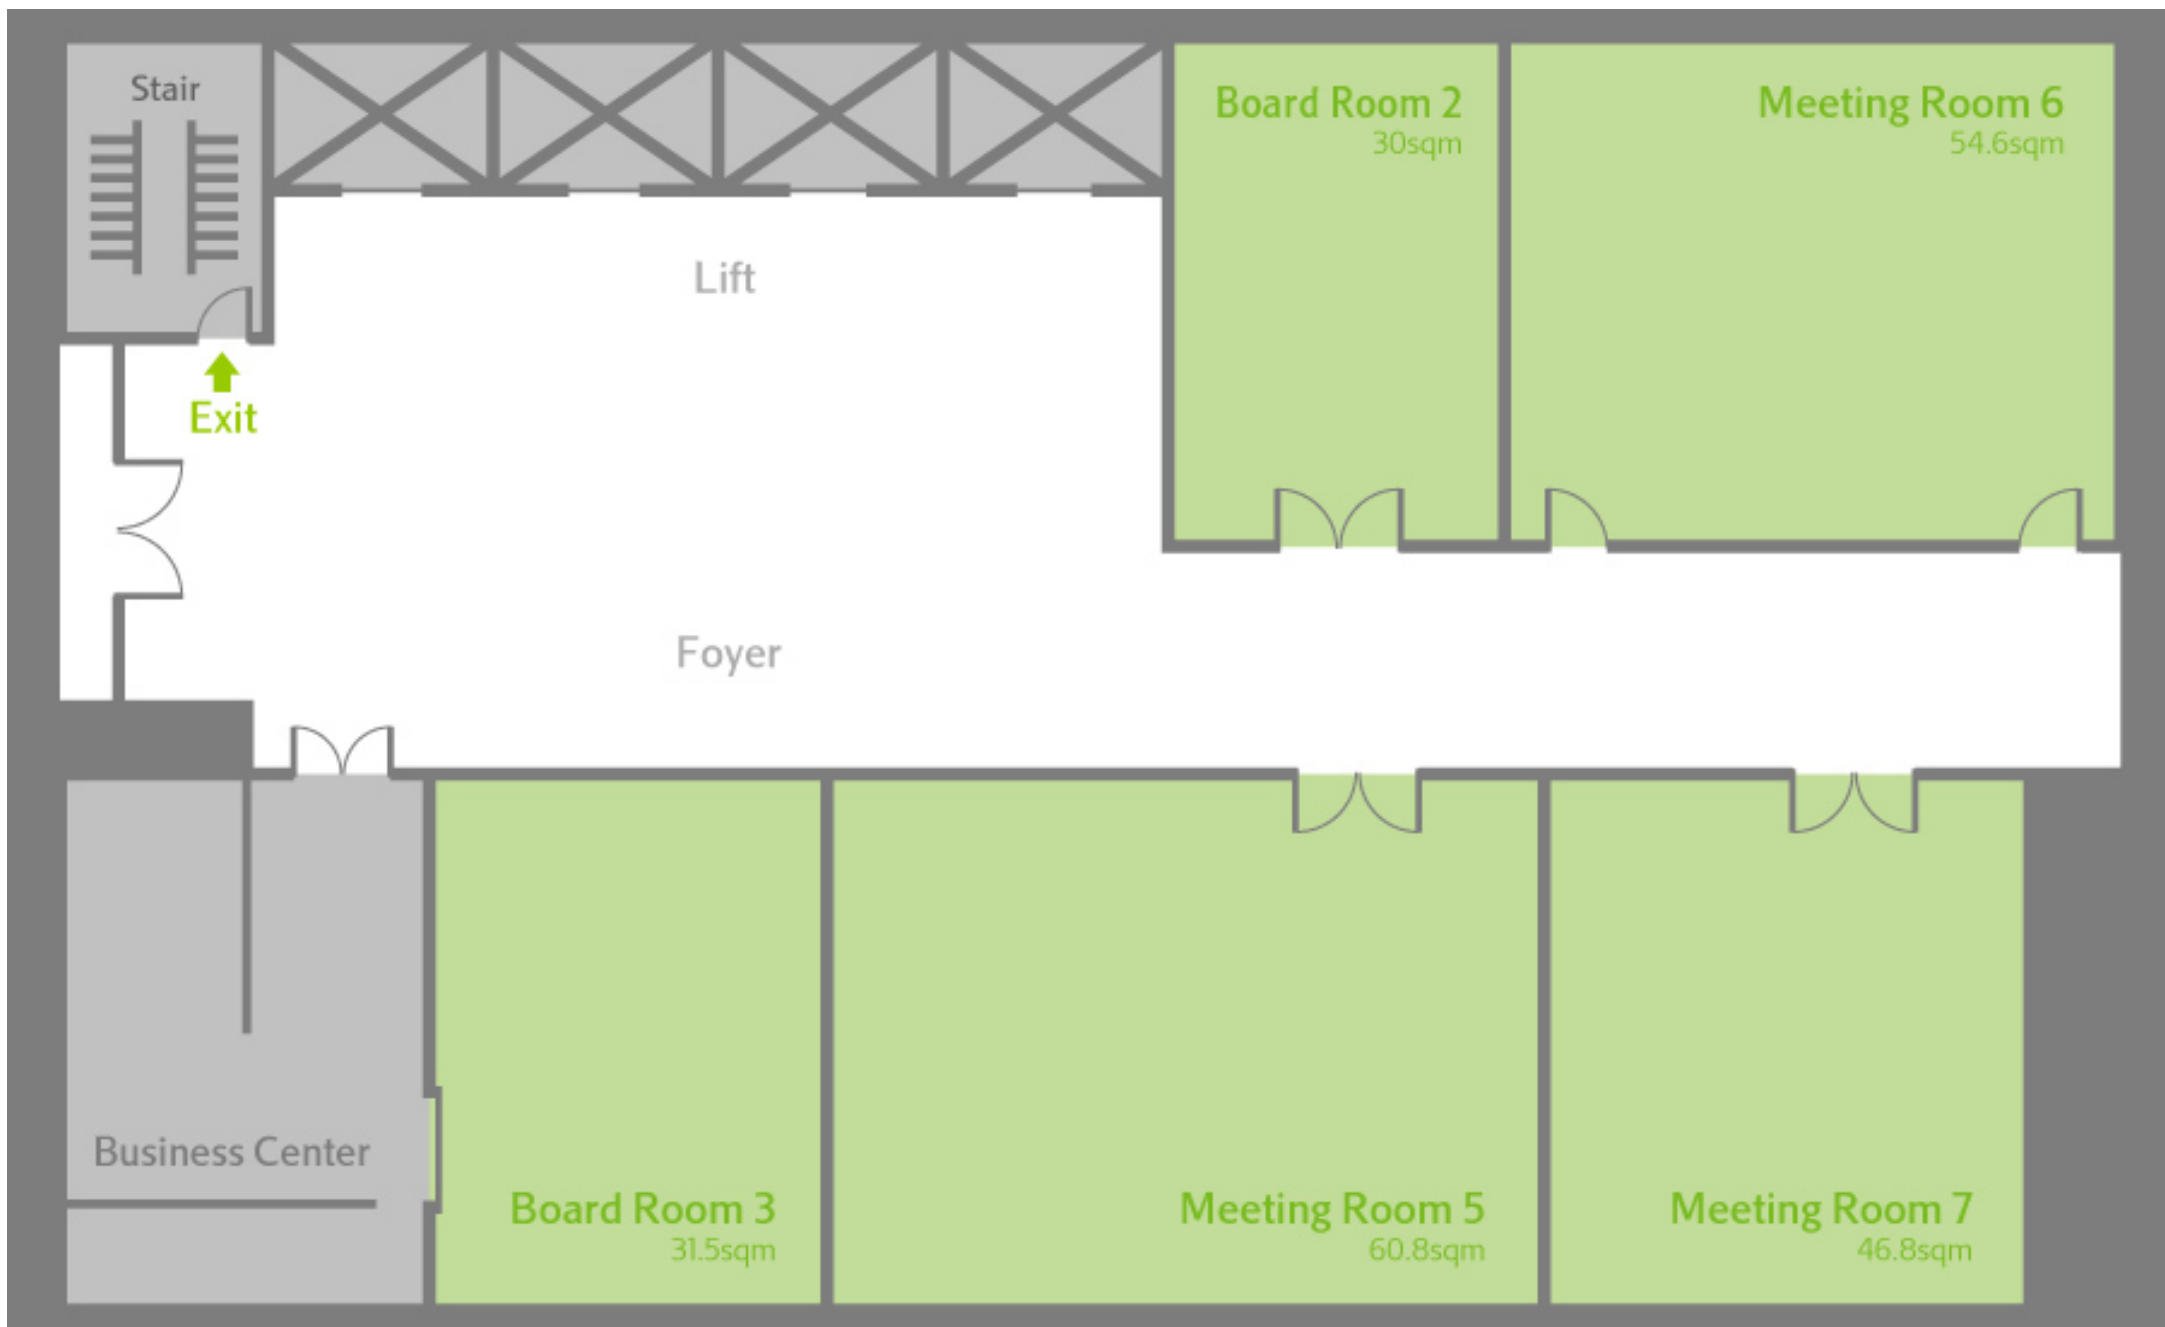 Stair
Board Room 2
30sqm
Meeting Room 6
54.6sqm
Lift
Exit
Foyer
Business Center
Board Room 3
31.5sqm
Meeting Room 5
60.8sqm
Meeting Room 7
46.8sqm